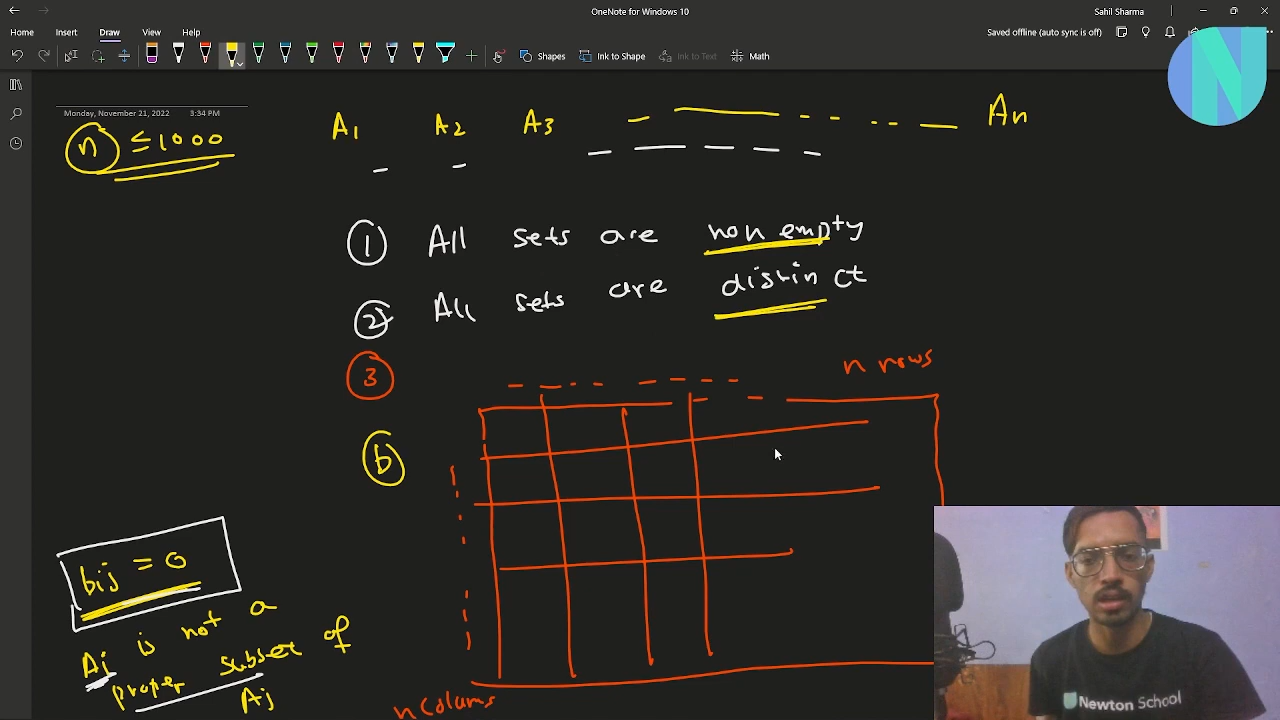 OneNote for Windows 10
Sahil Sharma
Home Insert Draw View Help
Saved offline (auto sync is off)
Shapes Ink to Shape Ink to Text Math
Monday, November 21, 2022 3:34 PM
n ≤1000
A1 A2 A3 An
1 All sets are non empty
2 All sets are distinct
3
n rows
b
bij = 0
Ai is not a
proper subset of
Aj
n Colums
Newton School